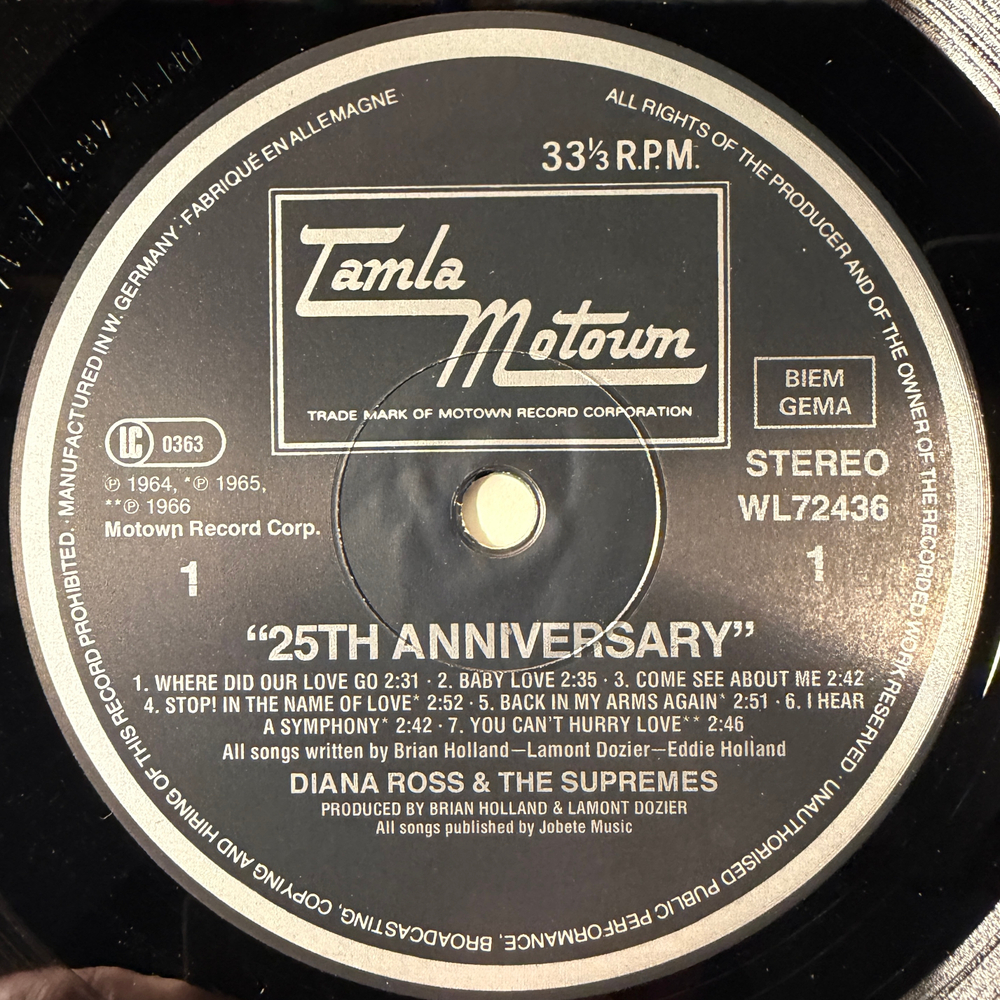 MANUFACTURED IN W. GERMANY · FABRIQUÉ EN ALLEMAGNE
ALL RIGHTS OF THE PRODUCER AND OF THE OWNER OF THE RECORDED WORK RESERVED · UNAUTHORISED PUBLIC PERFORMANCE, BROADCASTING, COPYING AND HIRING OF THIS RECORD PROHIBITED. ·
33⅓ R.P.M.
Tamla
Motown
TRADE MARK OF MOTOWN RECORD CORPORATION
BIEM
GEMA
LC 0363
STEREO
WL72436
℗ 1964, *℗ 1965,
**℗ 1966
Motown Record Corp.
1
1
“25TH ANNIVERSARY”
1. WHERE DID OUR LOVE GO 2:31 · 2. BABY LOVE 2:35 · 3. COME SEE ABOUT ME 2:42 ·
4. STOP! IN THE NAME OF LOVE* 2:52 · 5. BACK IN MY ARMS AGAIN* 2:51 · 6. I HEAR
A SYMPHONY* 2:42 · 7. YOU CAN'T HURRY LOVE** 2:46
All songs written by Brian Holland—Lamont Dozier—Eddie Holland
DIANA ROSS & THE SUPREMES
PRODUCED BY BRIAN HOLLAND & LAMONT DOZIER
All songs published by Jobete Music